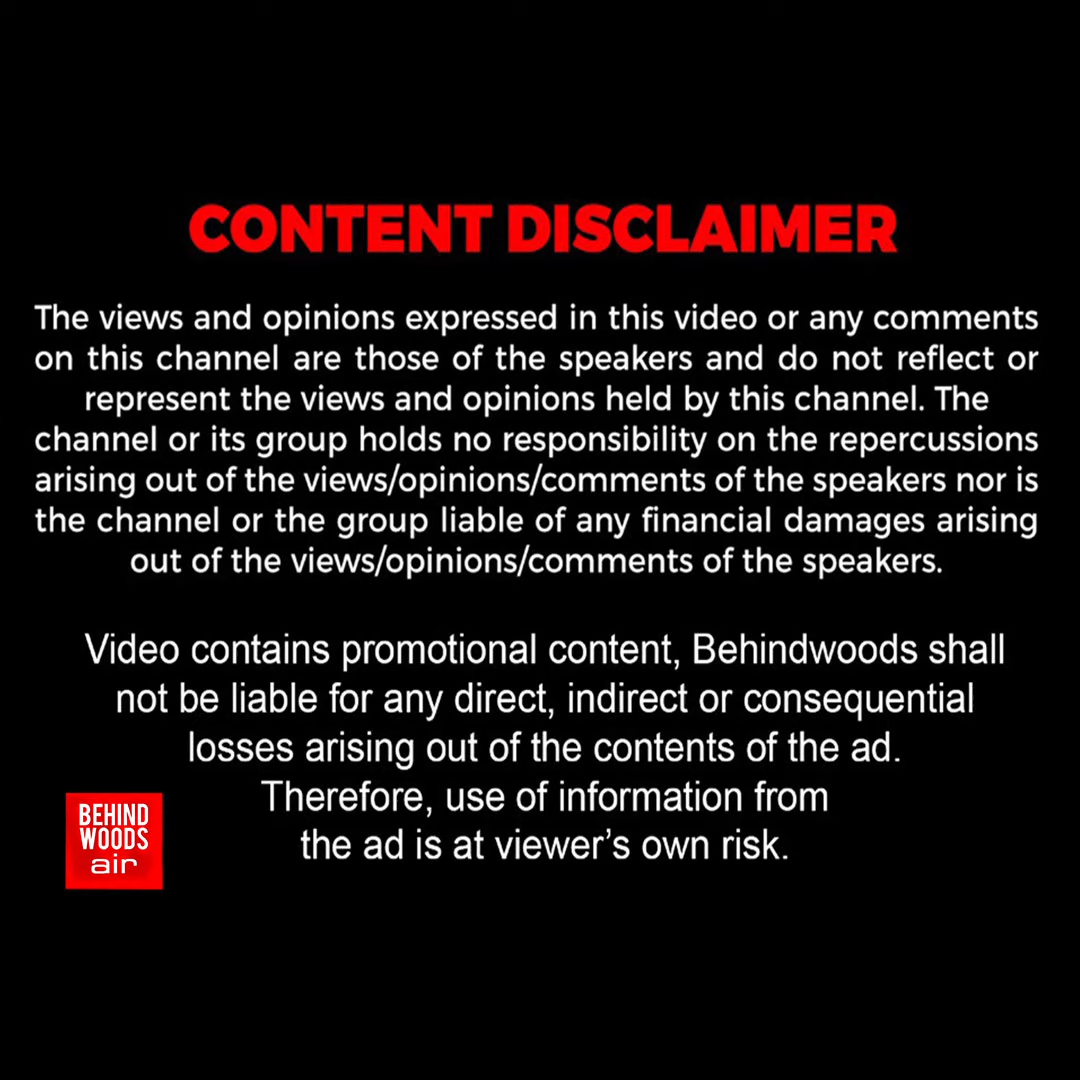 CONTENT DISCLAIMER
The views and opinions expressed in this video or any comments
on this channel are those of the speakers and do not reflect or
represent the views and opinions held by this channel. The
channel or its group holds no responsibility on the repercussions
arising out of the views/opinions/comments of the speakers nor is
the channel or the group liable of any financial damages arising
out of the views/opinions/comments of the speakers.
Video contains promotional content, Behindwoods shall
not be liable for any direct, indirect or consequential
losses arising out of the contents of the ad.
Therefore, use of information from
the ad is at viewer’s own risk.
BEHIND
WOODS
air